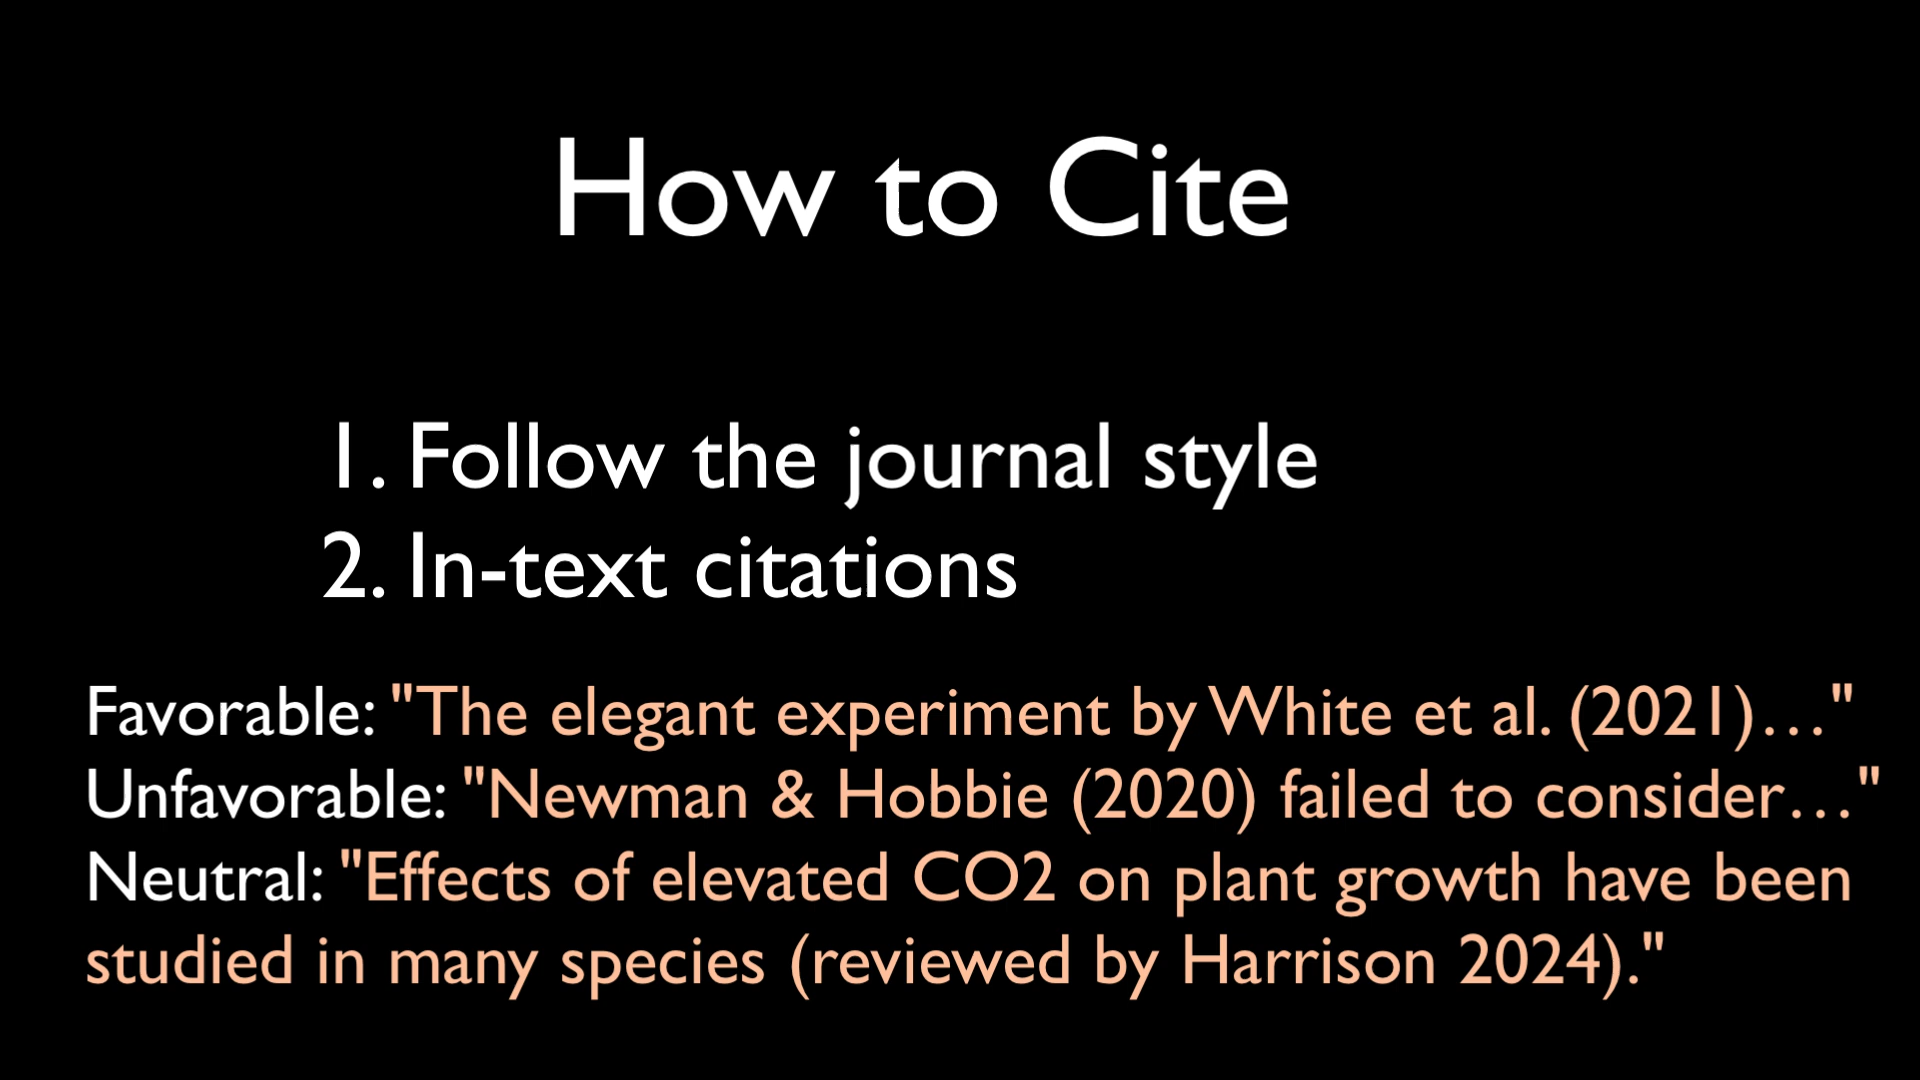 How to Cite
1. Follow the journal style
2. In-text citations
Favorable: "The elegant experiment by White et al. (2021)…"
Unfavorable: "Newman & Hobbie (2020) failed to consider…"
Neutral: "Effects of elevated CO2 on plant growth have been
studied in many species (reviewed by Harrison 2024)."